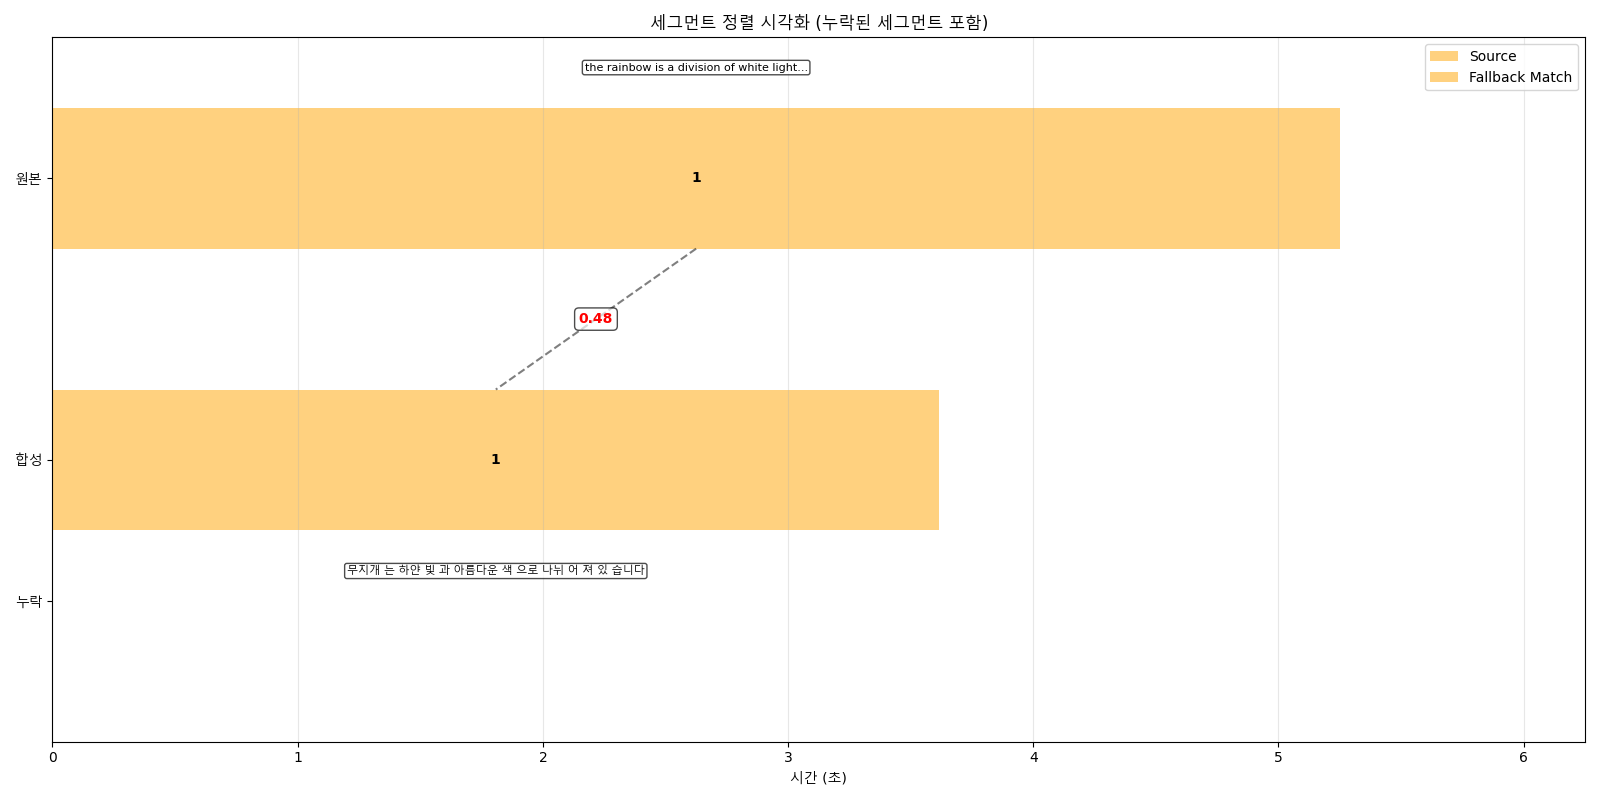 세그먼트 정렬 시각화 (누락된 세그먼트 포함)
the rainbow is a division of white light...
Source
Fallback Match
원본
1
0.48
합성
1
무지개 는 하얀 빛 과 아름다운 색 으로 나뉘 어 져 있 습니다
누락
0 1 2 3 4 5 6
시간 (초)